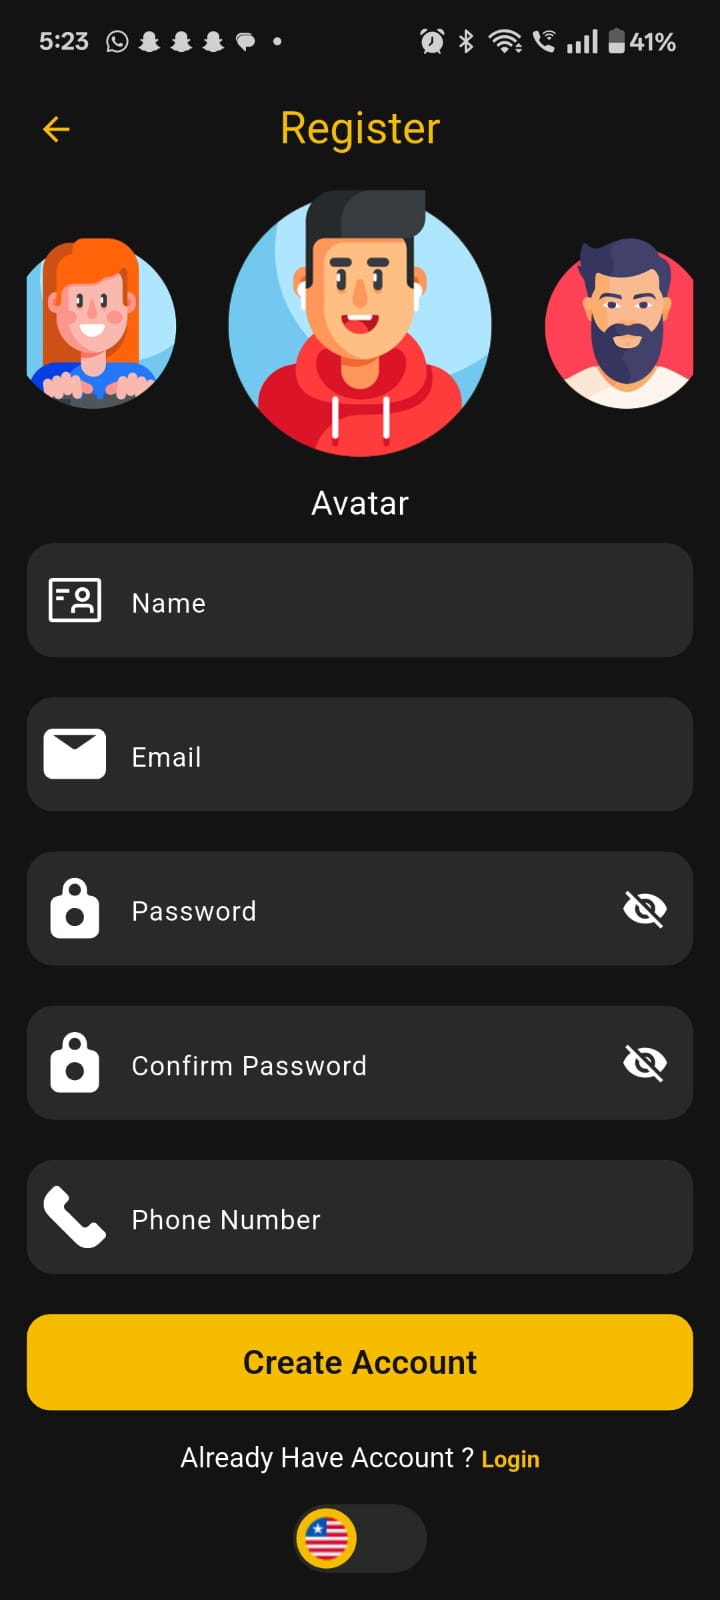 5:23
41%
Register
Avatar
Name
Email
Password
Confirm Password
Phone Number
Create Account
Already Have Account ? Login